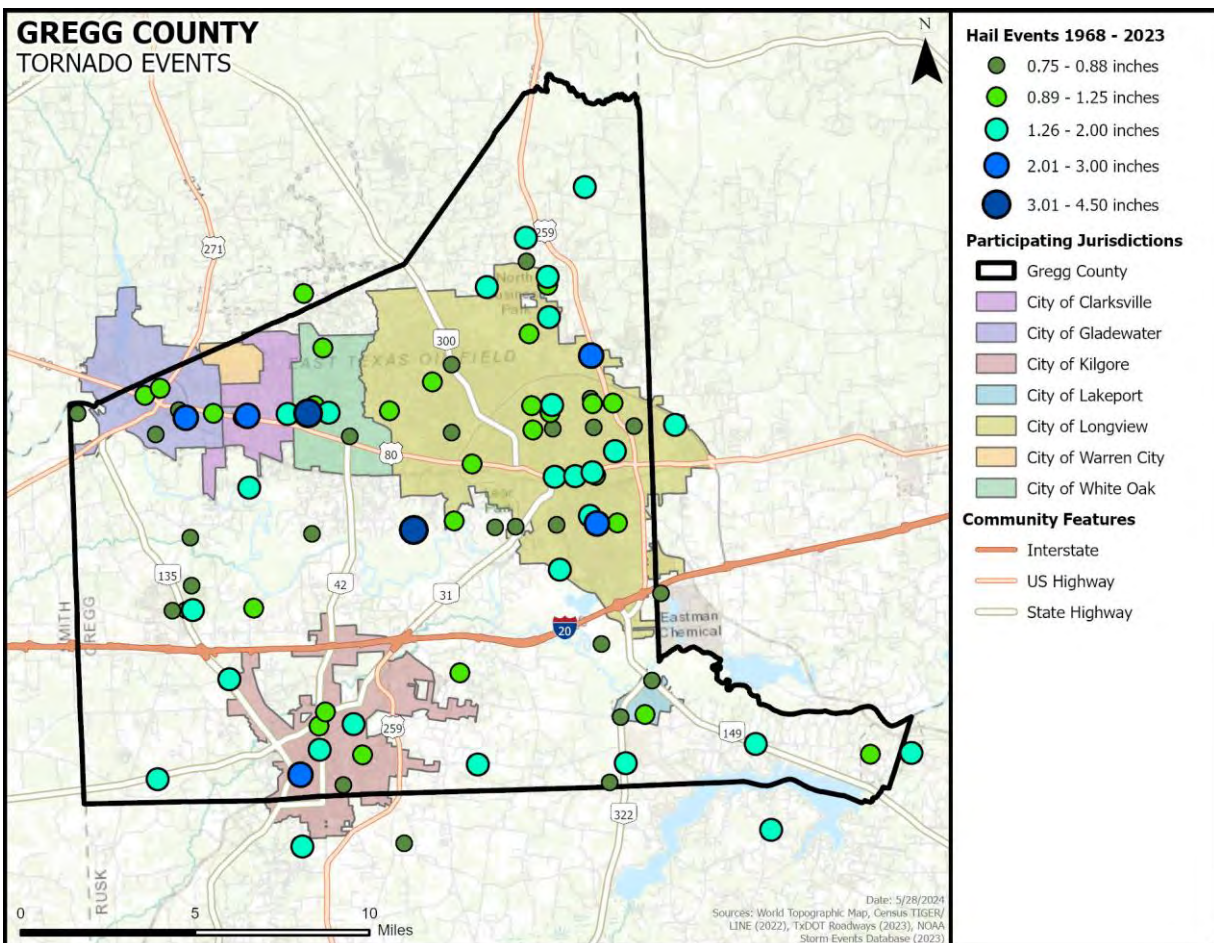 GREGG COUNTY
TORNADO EVENTS
N
259
271
North
Park
300
EAST TEXAS OIL FIELD
80
135
42
31
SMITH
GREGG
20
Eastman
Chemical
259
149
322
RUSK
0 5 10
Miles
Date: 5/28/2024
Sources: World Topographic Map, Census TIGER/
LINE (2022), TxDOT Roadways (2023), NOAA
Storm Events Database (2023)
Hail Events 1968 - 2023
0.75 - 0.88 inches
0.89 - 1.25 inches
1.26 - 2.00 inches
2.01 - 3.00 inches
3.01 - 4.50 inches
Participating Jurisdictions
Gregg County
City of Clarksville
City of Gladewater
City of Kilgore
City of Lakeport
City of Longview
City of Warren City
City of White Oak
Community Features
Interstate
US Highway
State Highway